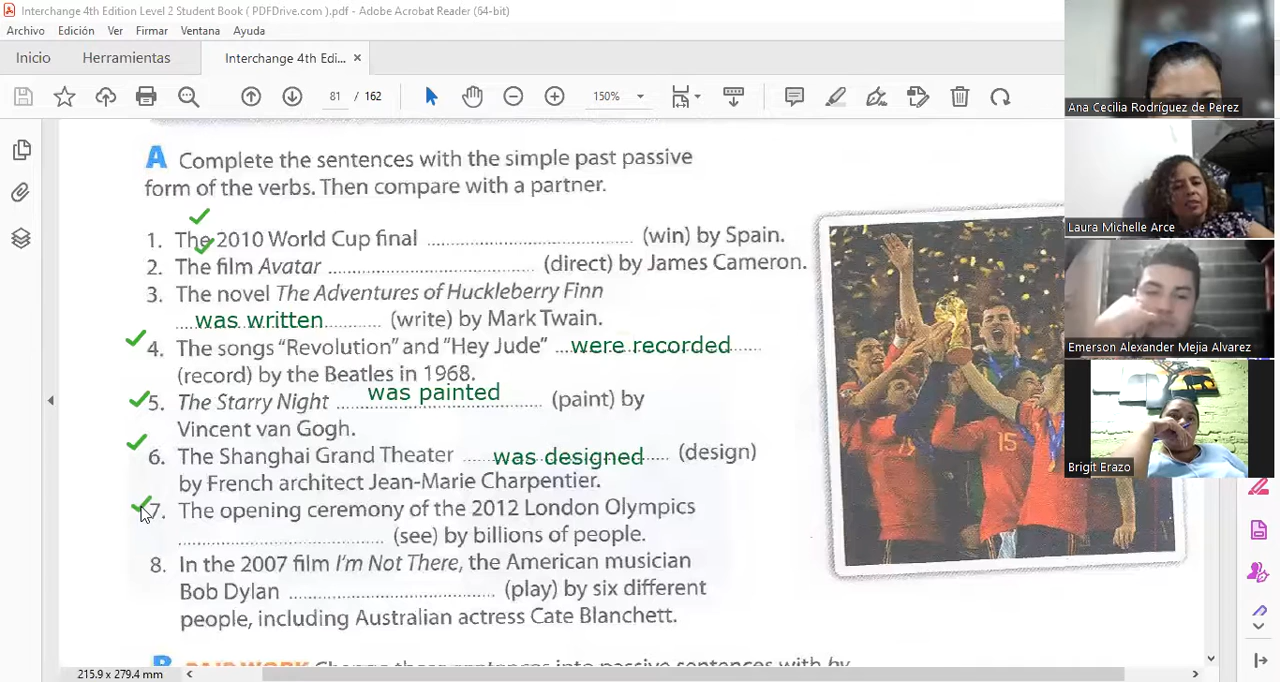 Interchange 4th Edition Level 2 Student Book ( PDFDrive.com ).pdf - Adobe Acrobat Reader (64-bit)
Archivo Edición Ver Firmar Ventana Ayuda
Inicio Herramientas Interchange 4th Edi... ×
81 / 162 150%
A Complete the sentences with the simple past passive
form of the verbs. Then compare with a partner.
1. The 2010 World Cup final .................................... (win) by Spain.
2. The film Avatar .................................... (direct) by James Cameron.
3. The novel The Adventures of Huckleberry Finn
was written (write) by Mark Twain.
4. The songs “Revolution” and “Hey Jude” were recorded
(record) by the Beatles in 1968.
5. The Starry Night was painted (paint) by
Vincent van Gogh.
6. The Shanghai Grand Theater was designed (design)
by French architect Jean-Marie Charpentier.
7. The opening ceremony of the 2012 London Olympics
.................................... (see) by billions of people.
8. In the 2007 film I’m Not There, the American musician
Bob Dylan .................................... (play) by six different
people, including Australian actress Cate Blanchett.
15
215.9 x 279.4 mm
Ana Cecilia Rodríguez de Perez
Laura Michelle Arce
Emerson Alexander Mejia Alvarez
Brigit Erazo